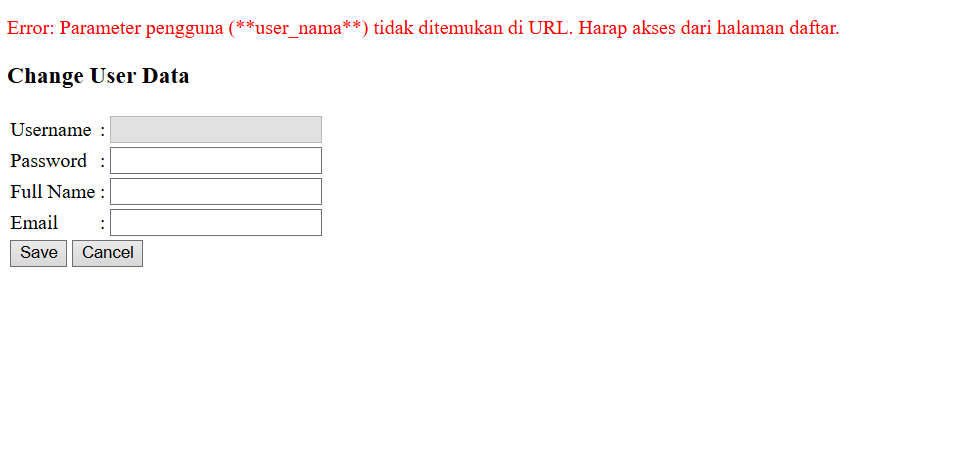 Error: Parameter pengguna (**user_nama**) tidak ditemukan di URL. Harap akses dari halaman daftar.
Change User Data
Username :
Password :
Full Name :
Email :
Save Cancel